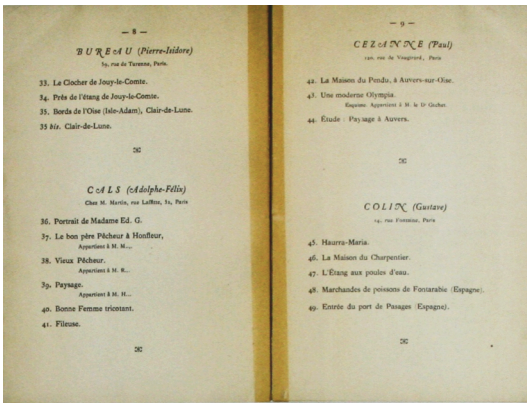 — 8 —
BUREAU (Pierre-Isidore)
59, rue de Turenne, Paris.
33. La Clocher de Jouy-le-Comte.
34. Près de l'étang de Jouy-le-Comte.
35. Bords de l'Oise (Isle-Adam), Clair-de-Lune.
35 bis. Clair-de-Lune.
CALS (Adolphe-Félix)
Chez M. Martin, rue Laffitte, 52, Paris
36. Portrait de Madame Ed. G.
37. Le bon père Pêcheur à Honfleur,
Appartient à M. M...
38. Vieux Pêcheur.
Appartient à M. R...
39. Paysage.
Appartient à M. H...
40. Bonne Femme tricotant.
41. Fileuse.
— 9 —
CEZANNE (Paul)
120, rue de Vaugirard, Paris
42. La Maison du Pendu, à Auvers-sur-Oise.
43. Une moderne Olympia.
Esquisse. Appartient à M. le Dr Gachet.
44. Étude : Paysage à Auvers.
COLIN (Gustave)
14, rue Fontaine, Paris
45. Haurra-Maria.
46. La Maison du Charpentier.
47. L'Étang aux poules d'eau.
48. Marchandes de poissons de Fontarabie (Espagne).
49. Entrée du port de Pasages (Espagne).